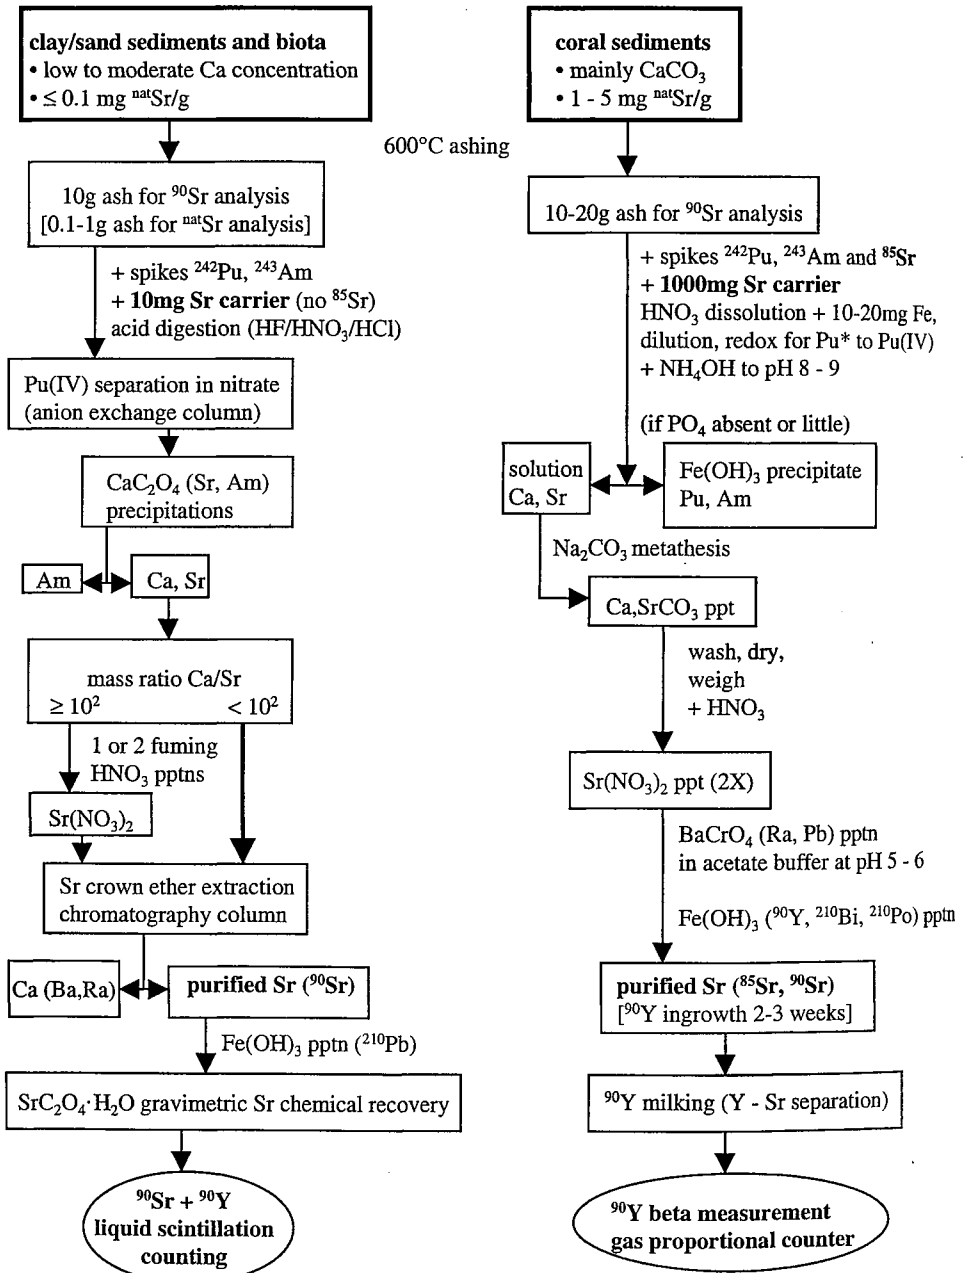 clay/sand sediments and biota
• low to moderate Ca concentration
• ≤ 0.1 mg ⁿᵃᵗSr/g
600°C ashing
10g ash for ⁹⁰Sr analysis
[0.1-1g ash for ⁿᵃᵗSr analysis]
+ spikes ²⁴²Pu, ²⁴³Am
+ 10mg Sr carrier (no ⁸⁵Sr)
acid digestion (HF/HNO₃/HCl)
Pu(IV) separation in nitrate
(anion exchange column)
CaC₂O₄ (Sr, Am)
precipitations
Am
Ca, Sr
mass ratio Ca/Sr
≥ 10² < 10²
1 or 2 fuming
HNO₃ pptns
Sr(NO₃)₂
Sr crown ether extraction
chromatography column
Ca (Ba,Ra)
purified Sr (⁹⁰Sr)
Fe(OH)₃ pptn (²¹⁰Pb)
SrC₂O₄·H₂O gravimetric Sr chemical recovery
⁹⁰Sr + ⁹⁰Y
liquid scintillation
counting
coral sediments
• mainly CaCO₃
• 1 - 5 mg ⁿᵃᵗSr/g
10-20g ash for ⁹⁰Sr analysis
+ spikes ²⁴²Pu, ²⁴³Am and ⁸⁵Sr
+ 1000mg Sr carrier
HNO₃ dissolution + 10-20mg Fe,
dilution, redox for Pu* to Pu(IV)
+ NH₄OH to pH 8 - 9
(if PO₄ absent or little)
solution
Ca, Sr
Fe(OH)₃ precipitate
Pu, Am
Na₂CO₃ metathesis
Ca,SrCO₃ ppt
wash, dry,
weigh
+ HNO₃
Sr(NO₃)₂ ppt (2X)
BaCrO₄ (Ra, Pb) pptn
in acetate buffer at pH 5 - 6
Fe(OH)₃ (⁹⁰Y, ²¹⁰Bi, ²¹⁰Po) pptn
purified Sr (⁸⁵Sr, ⁹⁰Sr)
[⁹⁰Y ingrowth 2-3 weeks]
⁹⁰Y milking (Y - Sr separation)
⁹⁰Y beta measurement
gas proportional counter